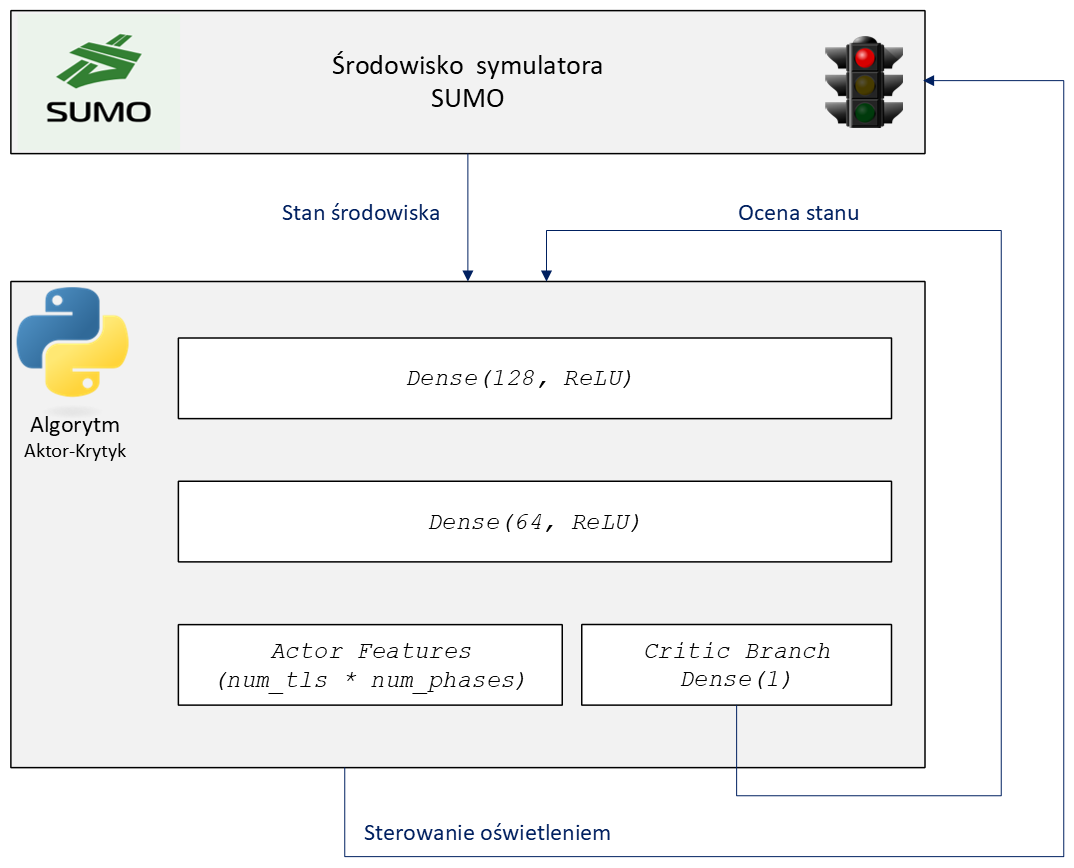 SUMO
Środowisko symulatora
SUMO
Stan środowiska
Ocena stanu
Algorytm
Aktor-Krytyk
Dense(128, ReLU)
Dense(64, ReLU)
Actor Features
(num_tls * num_phases)
Critic Branch
Dense(1)
Sterowanie oświetleniem